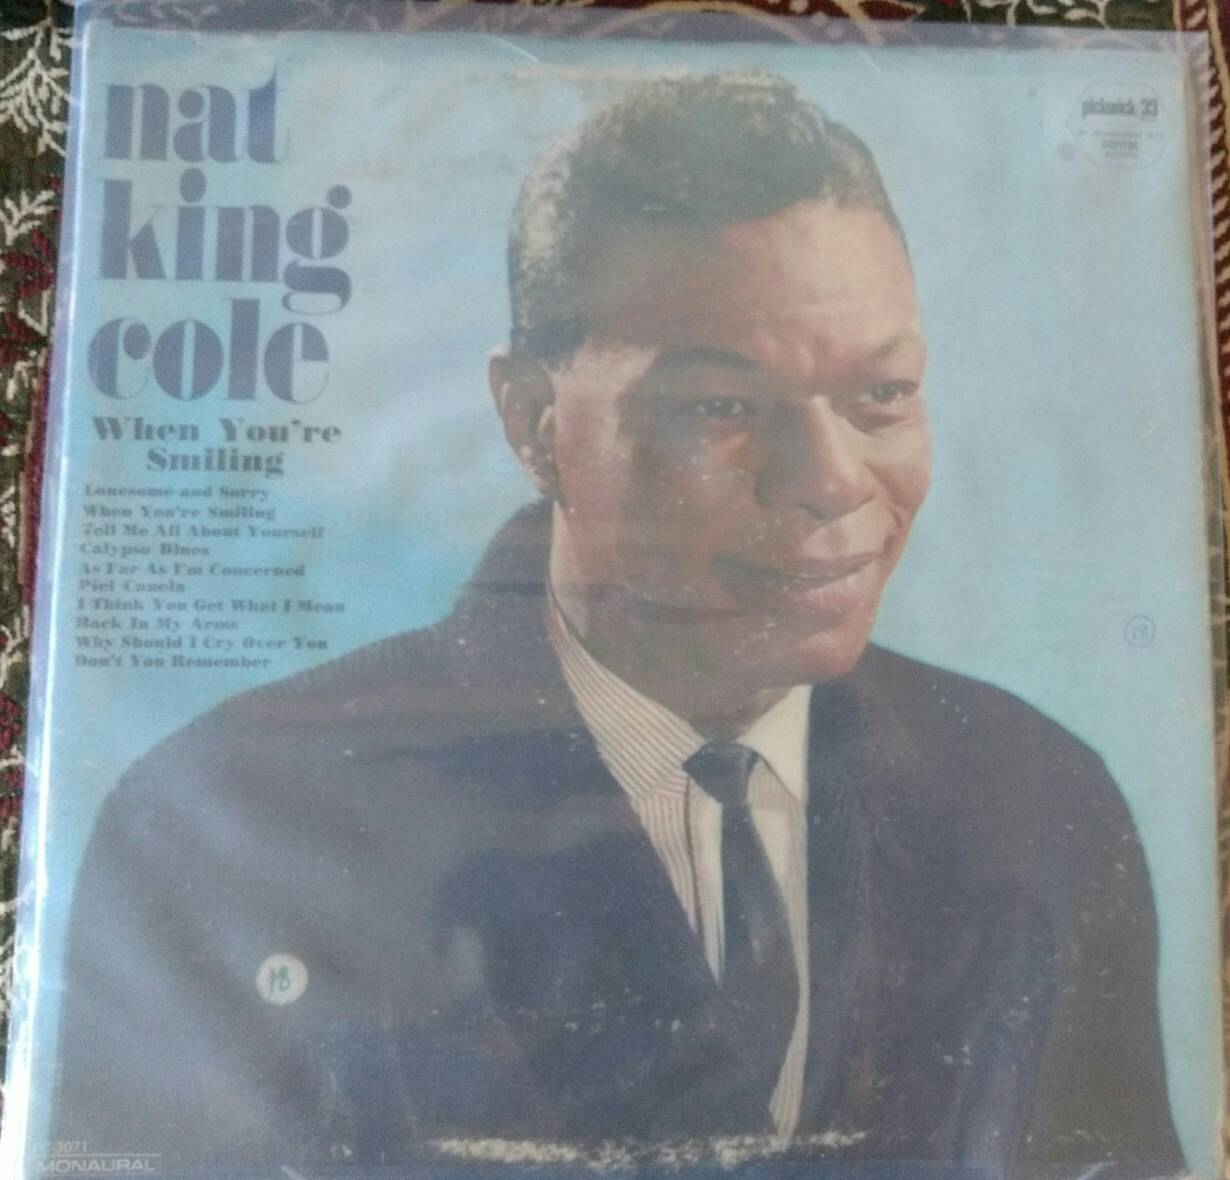 nat
king
cole
When You're
Smiling
Lonesome and Sorry
When You're Smiling
Tell Me All About Yourself
Calypso Blues
As Far As I'm Concerned
Piel Canela
I Think You Get What I Mean
Back In My Arms
Why Should I Cry Over You
Don't You Remember
pickwick/33
CAPITOL
RECORDS
18
18
3071
MONAURAL